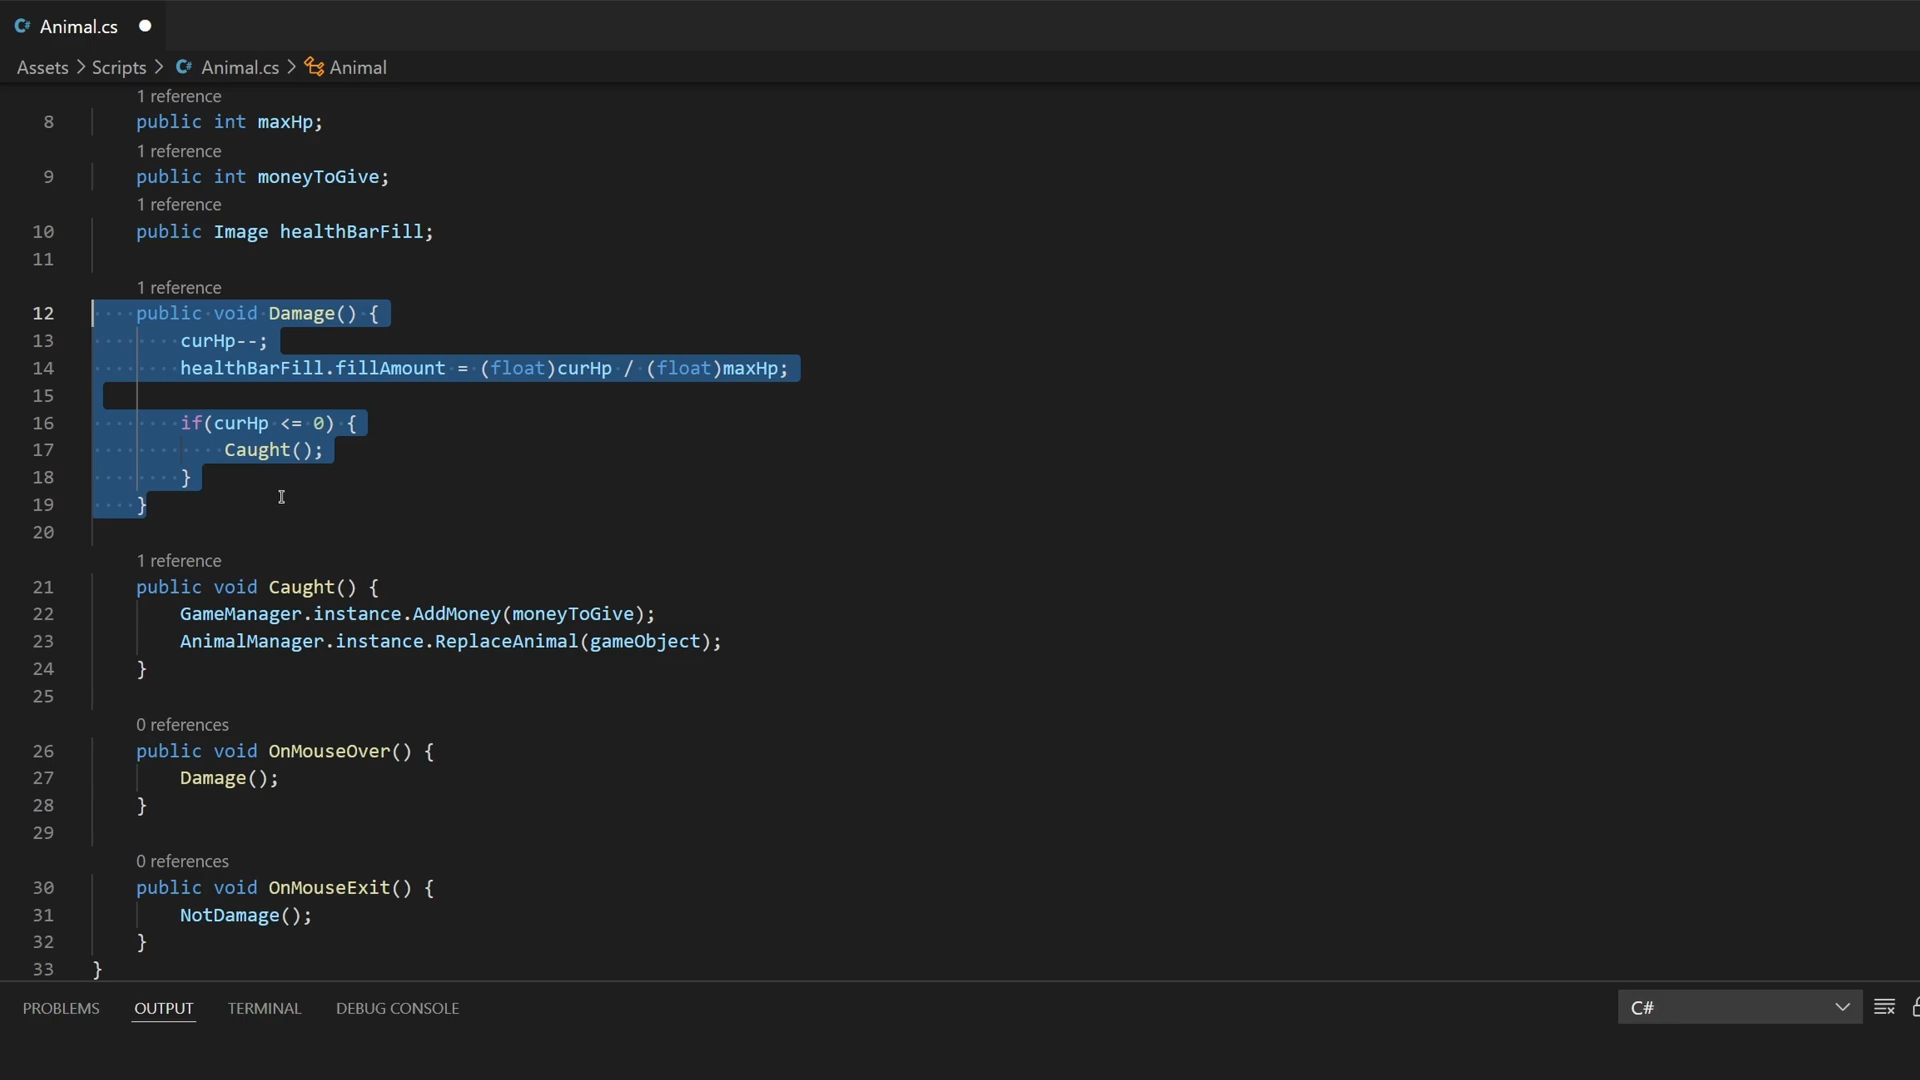 Animal.cs
Assets > Scripts > Animal.cs > Animal
1 reference
8 public int maxHp;
1 reference
9 public int moneyToGive;
1 reference
10 public Image healthBarFill;
11
1 reference
12 public void Damage() {
13 curHp--;
14 healthBarFill.fillAmount = (float)curHp / (float)maxHp;
15
16 if(curHp <= 0) {
17 Caught();
18 }
19 }
20
1 reference
21 public void Caught() {
22 GameManager.instance.AddMoney(moneyToGive);
23 AnimalManager.instance.ReplaceAnimal(gameObject);
24 }
25
0 references
26 public void OnMouseOver() {
27 Damage();
28 }
29
0 references
30 public void OnMouseExit() {
31 NotDamage();
32 }
33 }
PROBLEMS OUTPUT TERMINAL DEBUG CONSOLE C#